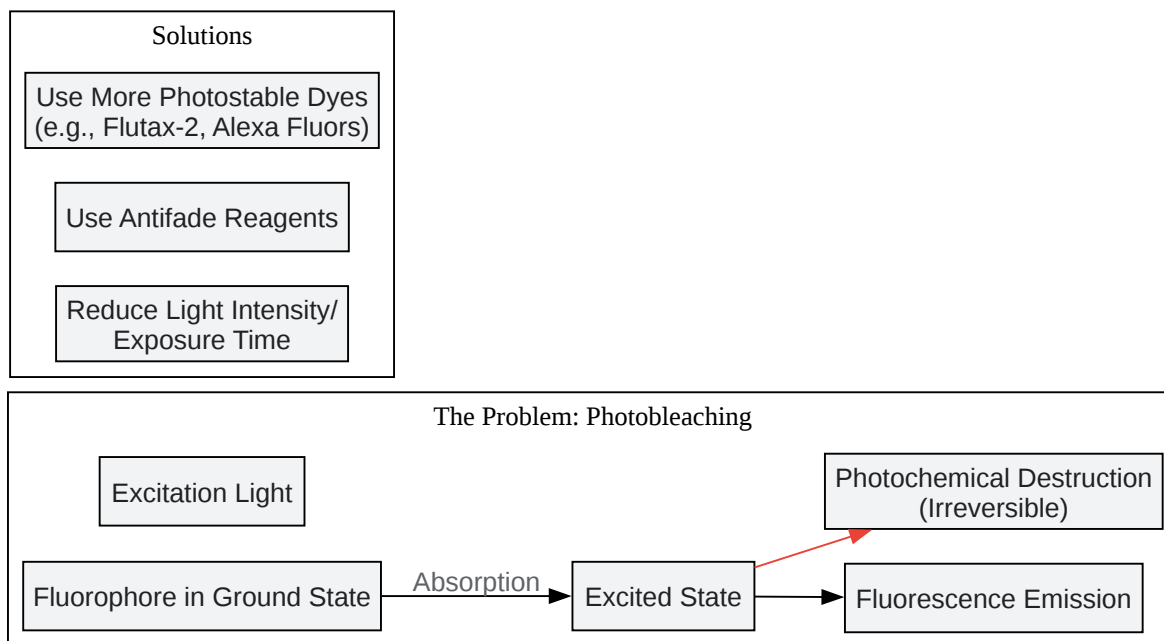 Solutions
Use More Photostable Dyes
(e.g., Flutax-2, Alexa Fluors)
Use Antifade Reagents
Reduce Light Intensity/
Exposure Time
The Problem: Photobleaching
Excitation Light
Photochemical Destruction
(Irreversible)
Fluorophore in Ground State
Absorption
Excited State
Fluorescence Emission